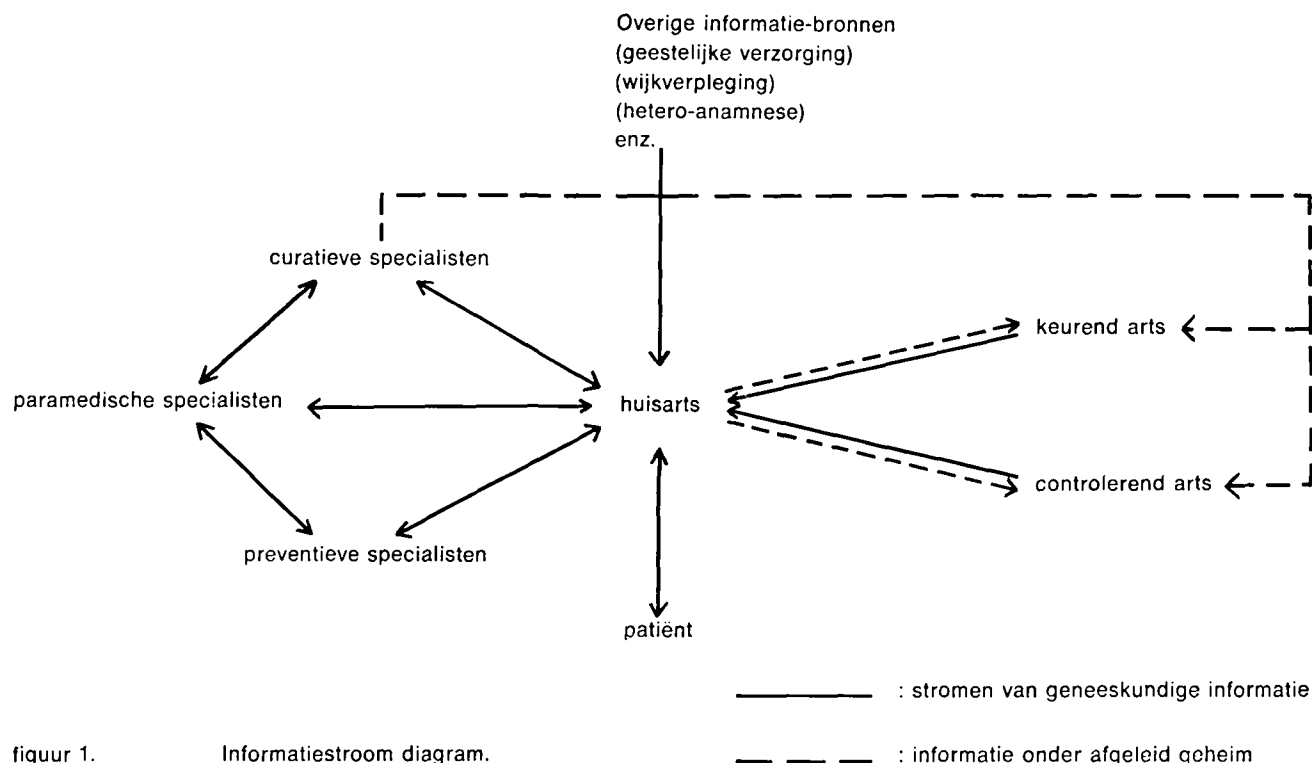 Overige informatie-bronnen
(geestelijke verzorging)
(wijkverpleging)
(hetero-anamnese)
enz.
curatieve specialisten
keurend arts
paramedische specialisten
huisarts
controlerend arts
preventieve specialisten
patiënt
: stromen van geneeskundige informatie
figuur 1. Informatiestroom diagram.
: informatie onder afgeleid geheim